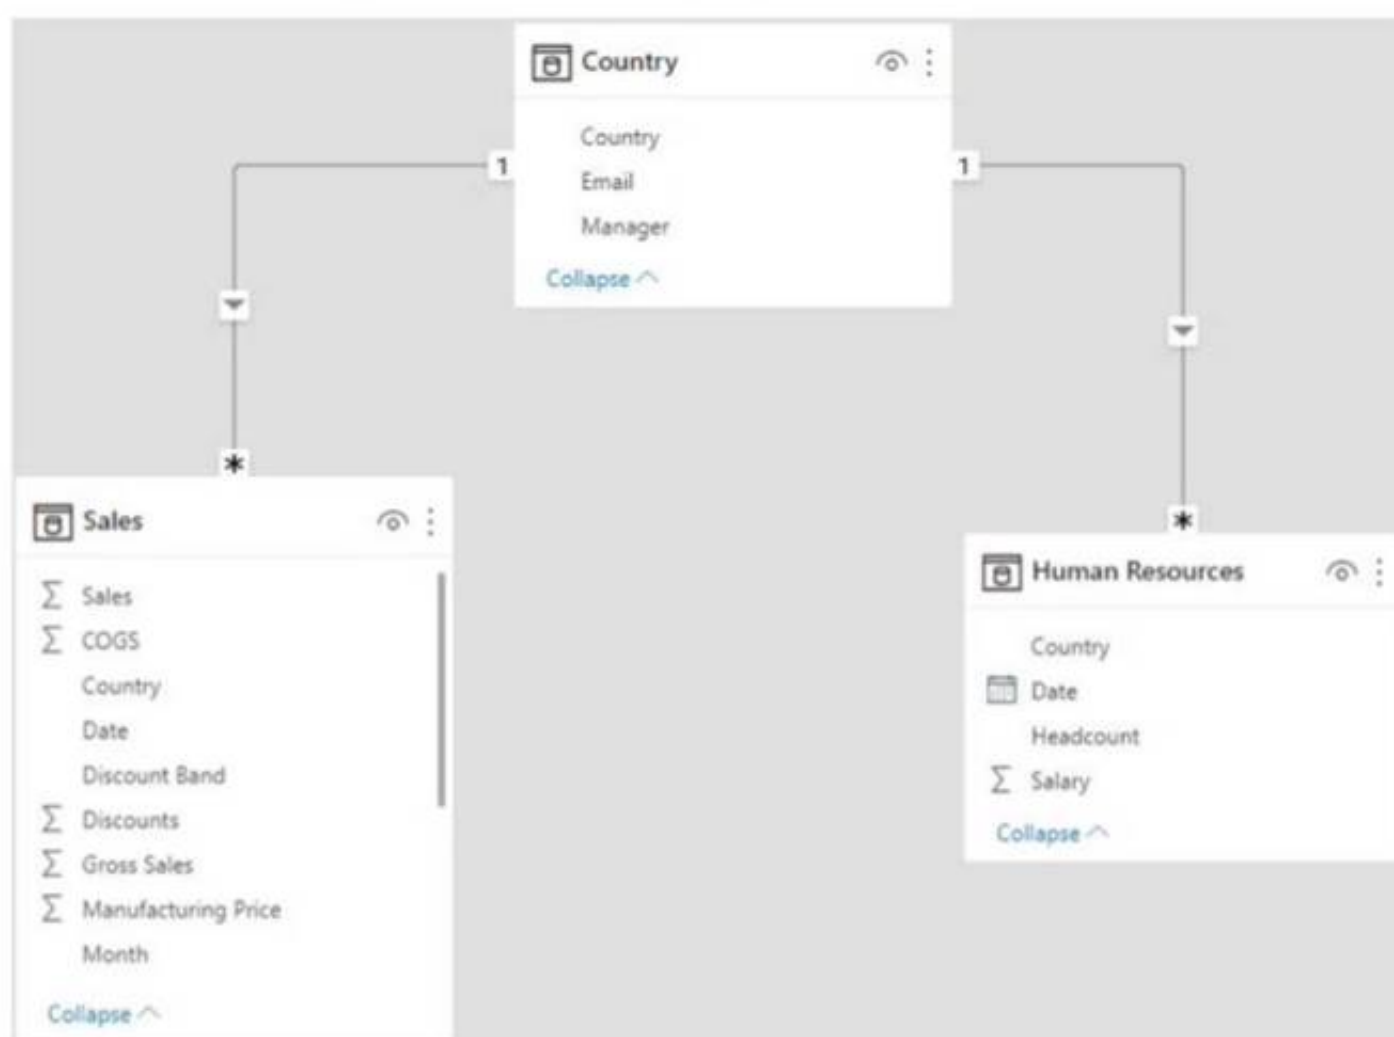 Country
Country
Email
Manager
Collapse
1
1
*
*
Sales
Sales
COGS
Country
Date
Discount Band
Discounts
Gross Sales
Manufacturing Price
Month
Collapse
Human Resources
Country
Date
Headcount
Salary
Collapse